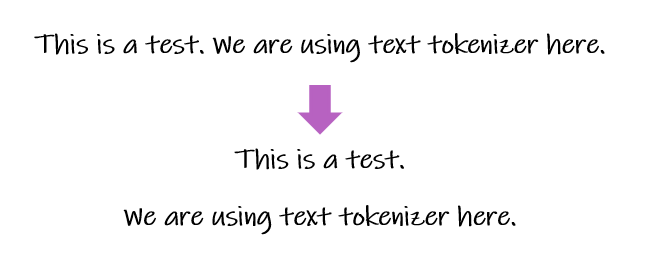 This is a test. We are using text tokenizer here.
This is a test.
We are using text tokenizer here.